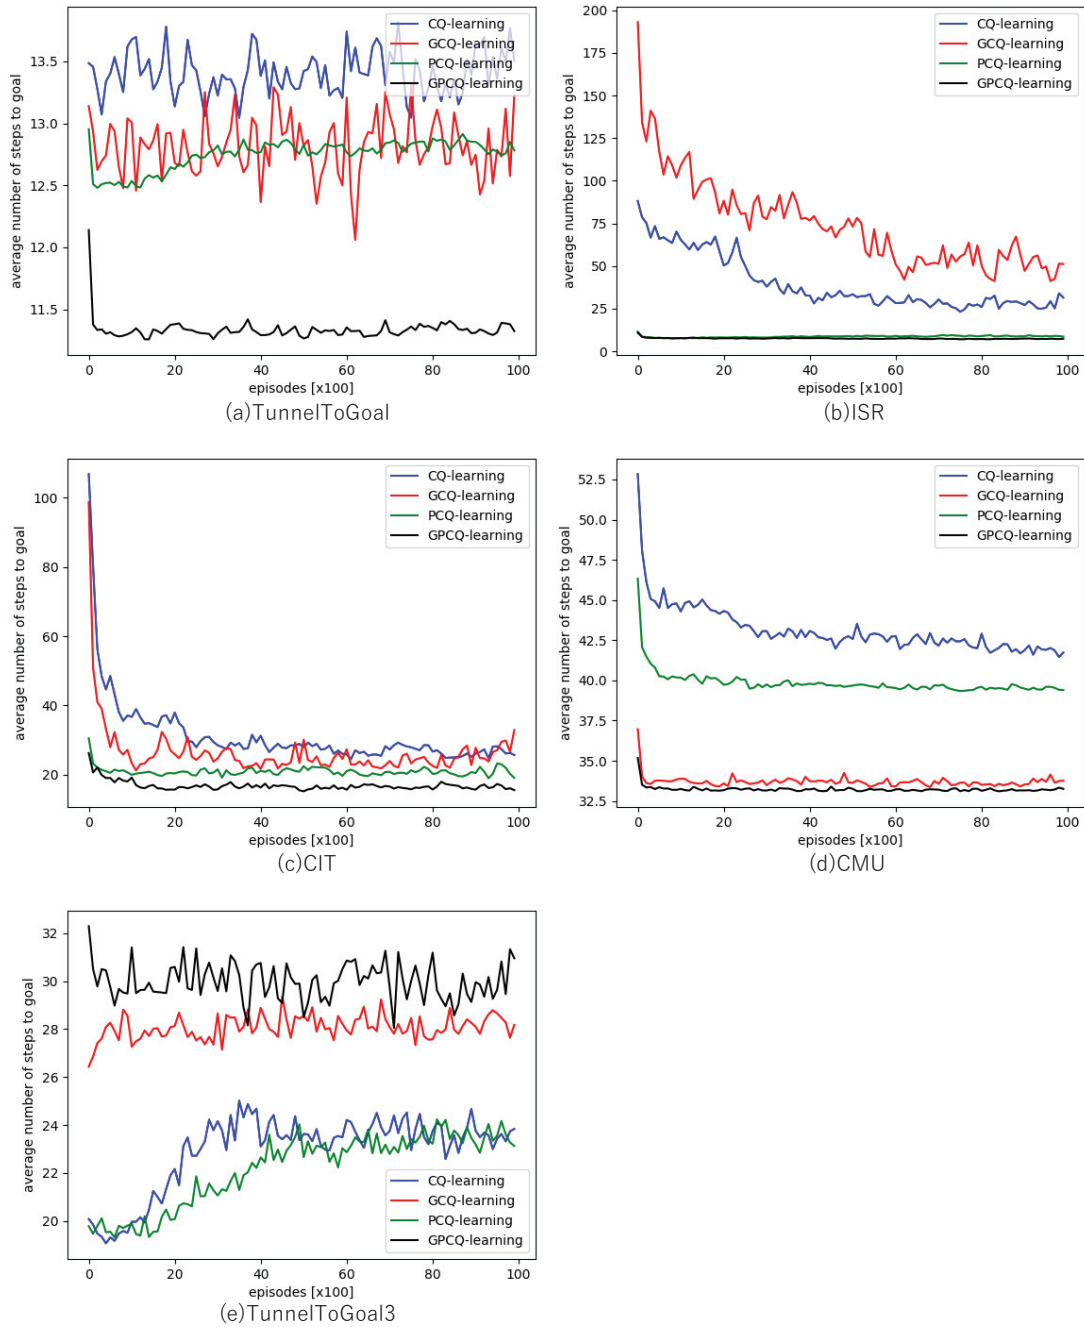 CQ-learning
GCQ-learning
PCQ-learning
GPCQ-learning
13.5
13.0
12.5
12.0
11.5
average number of steps to goal
0 20 40 60 80 100
episodes [x100]
(a)TunnelToGoal
CQ-learning
GCQ-learning
PCQ-learning
GPCQ-learning
200
175
150
125
100
75
50
25
0
average number of steps to goal
0 20 40 60 80 100
episodes [x100]
(b)ISR
CQ-learning
GCQ-learning
PCQ-learning
GPCQ-learning
100
80
60
40
20
average number of steps to goal
0 20 40 60 80 100
episodes [x100]
(c)CIT
CQ-learning
GCQ-learning
PCQ-learning
GPCQ-learning
52.5
50.0
47.5
45.0
42.5
40.0
37.5
35.0
32.5
average number of steps to goal
0 20 40 60 80 100
episodes [x100]
(d)CMU
32
30
28
26
24
22
20
average number of steps to goal
CQ-learning
GCQ-learning
PCQ-learning
GPCQ-learning
0 20 40 60 80 100
episodes [x100]
(e)TunnelToGoal3